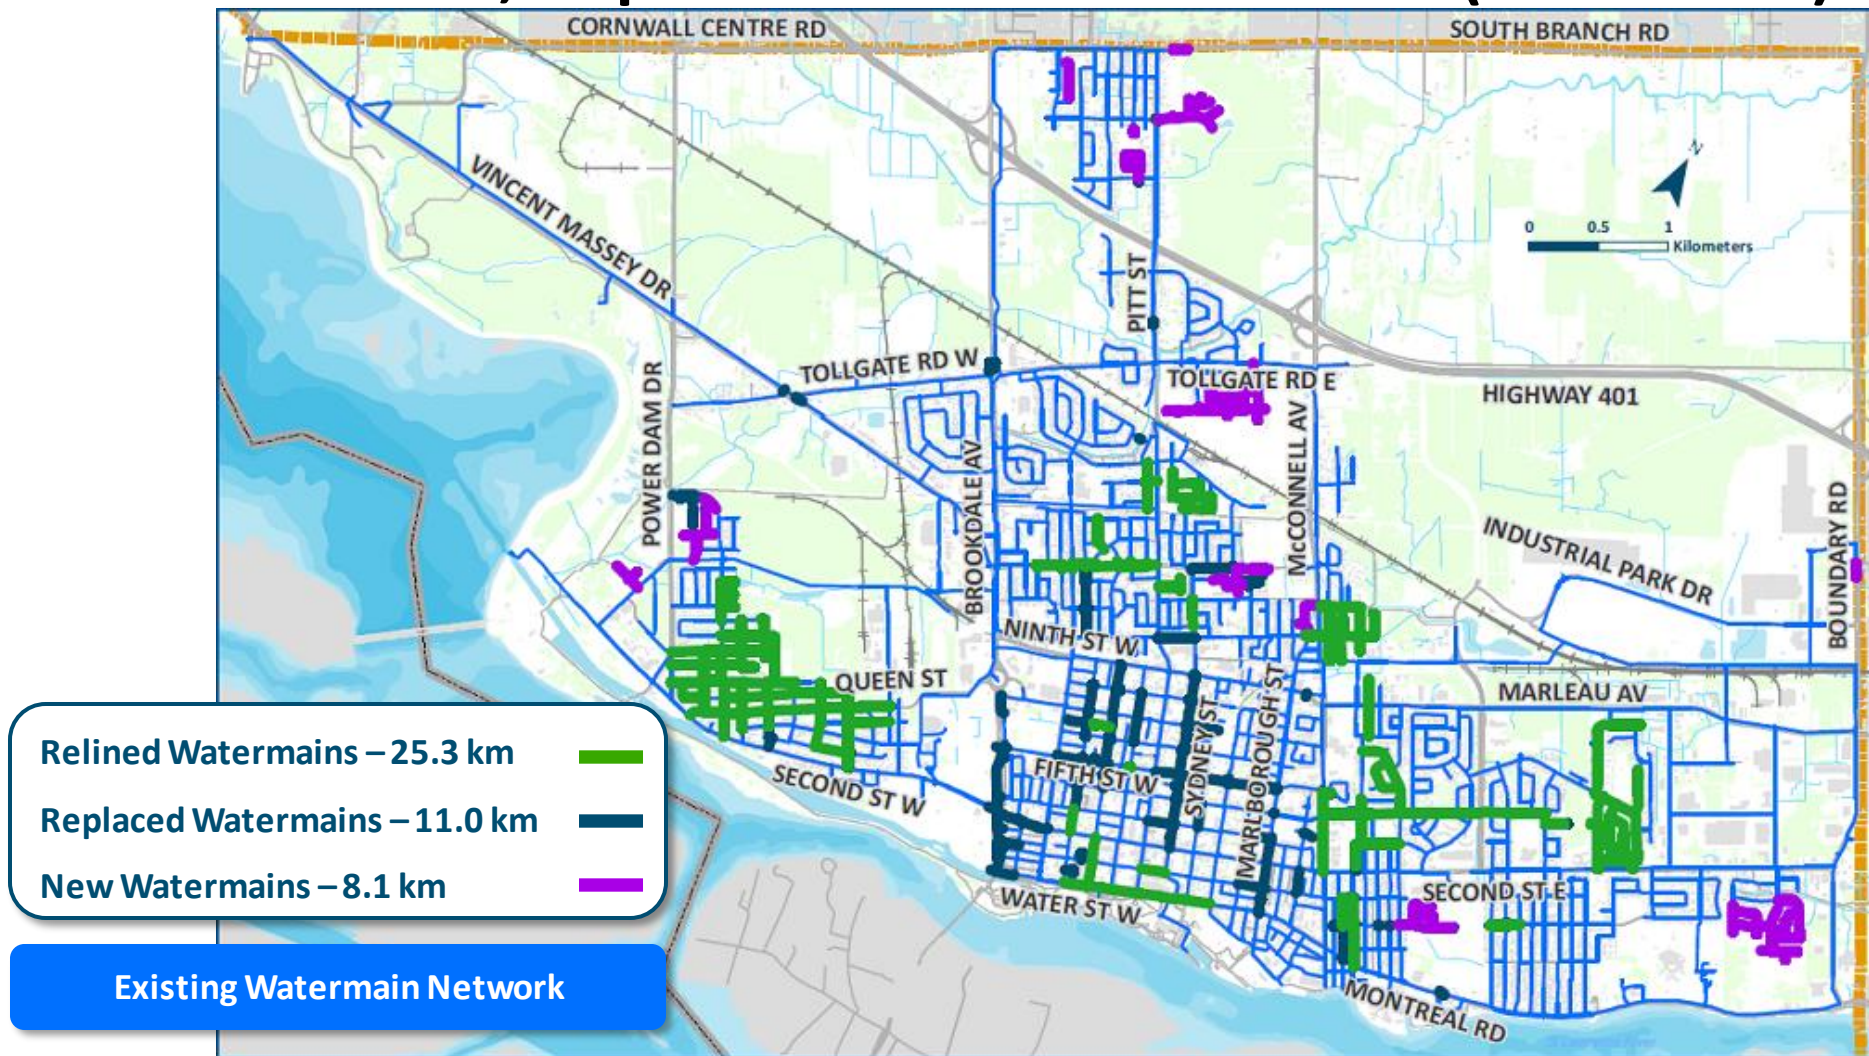 CORNWALL CENTRE RD
SOUTH BRANCH RD
N
0 0.5 1
Kilometers
VINCENT MASSEY DR
PITT ST
TOLLGATE RD W
TOLLGATE RD E
HIGHWAY 401
POWER DAM DR
BROOKDALE AV
McCONNELL AV
INDUSTRIAL PARK DR
BOUNDARY RD
NINTH ST W
QUEEN ST
MARLEAU AV
SYDNEY ST
MARLBOROUGH ST
FIFTH ST W
SECOND ST W
SECOND ST E
WATER ST W
MONTREAL RD
Relined Watermains – 25.3 km
Replaced Watermains – 11.0 km
New Watermains – 8.1 km
Existing Watermain Network